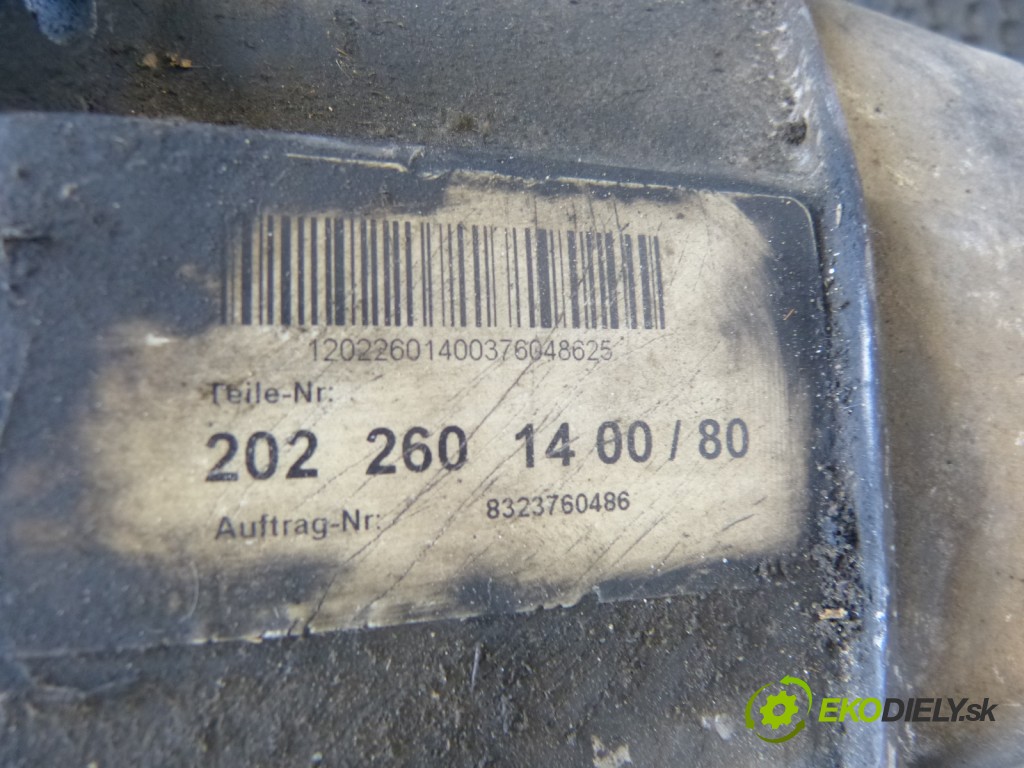 12022601400376048625
Teile-Nr:
202 260 14 00 / 80
Auftrag-Nr: 8323760486
EKODIELY.sk